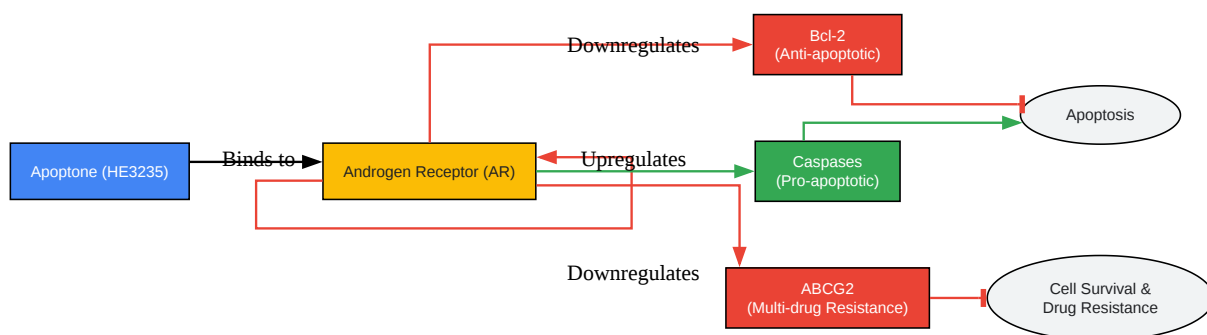 Downregulates
Bcl-2
(Anti-apoptotic)
Apoptosis
Apoptone (HE3235)
Binds to
Androgen Receptor (AR)
Upregulates
Caspases
(Pro-apoptotic)
Downregulates
ABCG2
(Multi-drug Resistance)
Cell Survival &
Drug Resistance